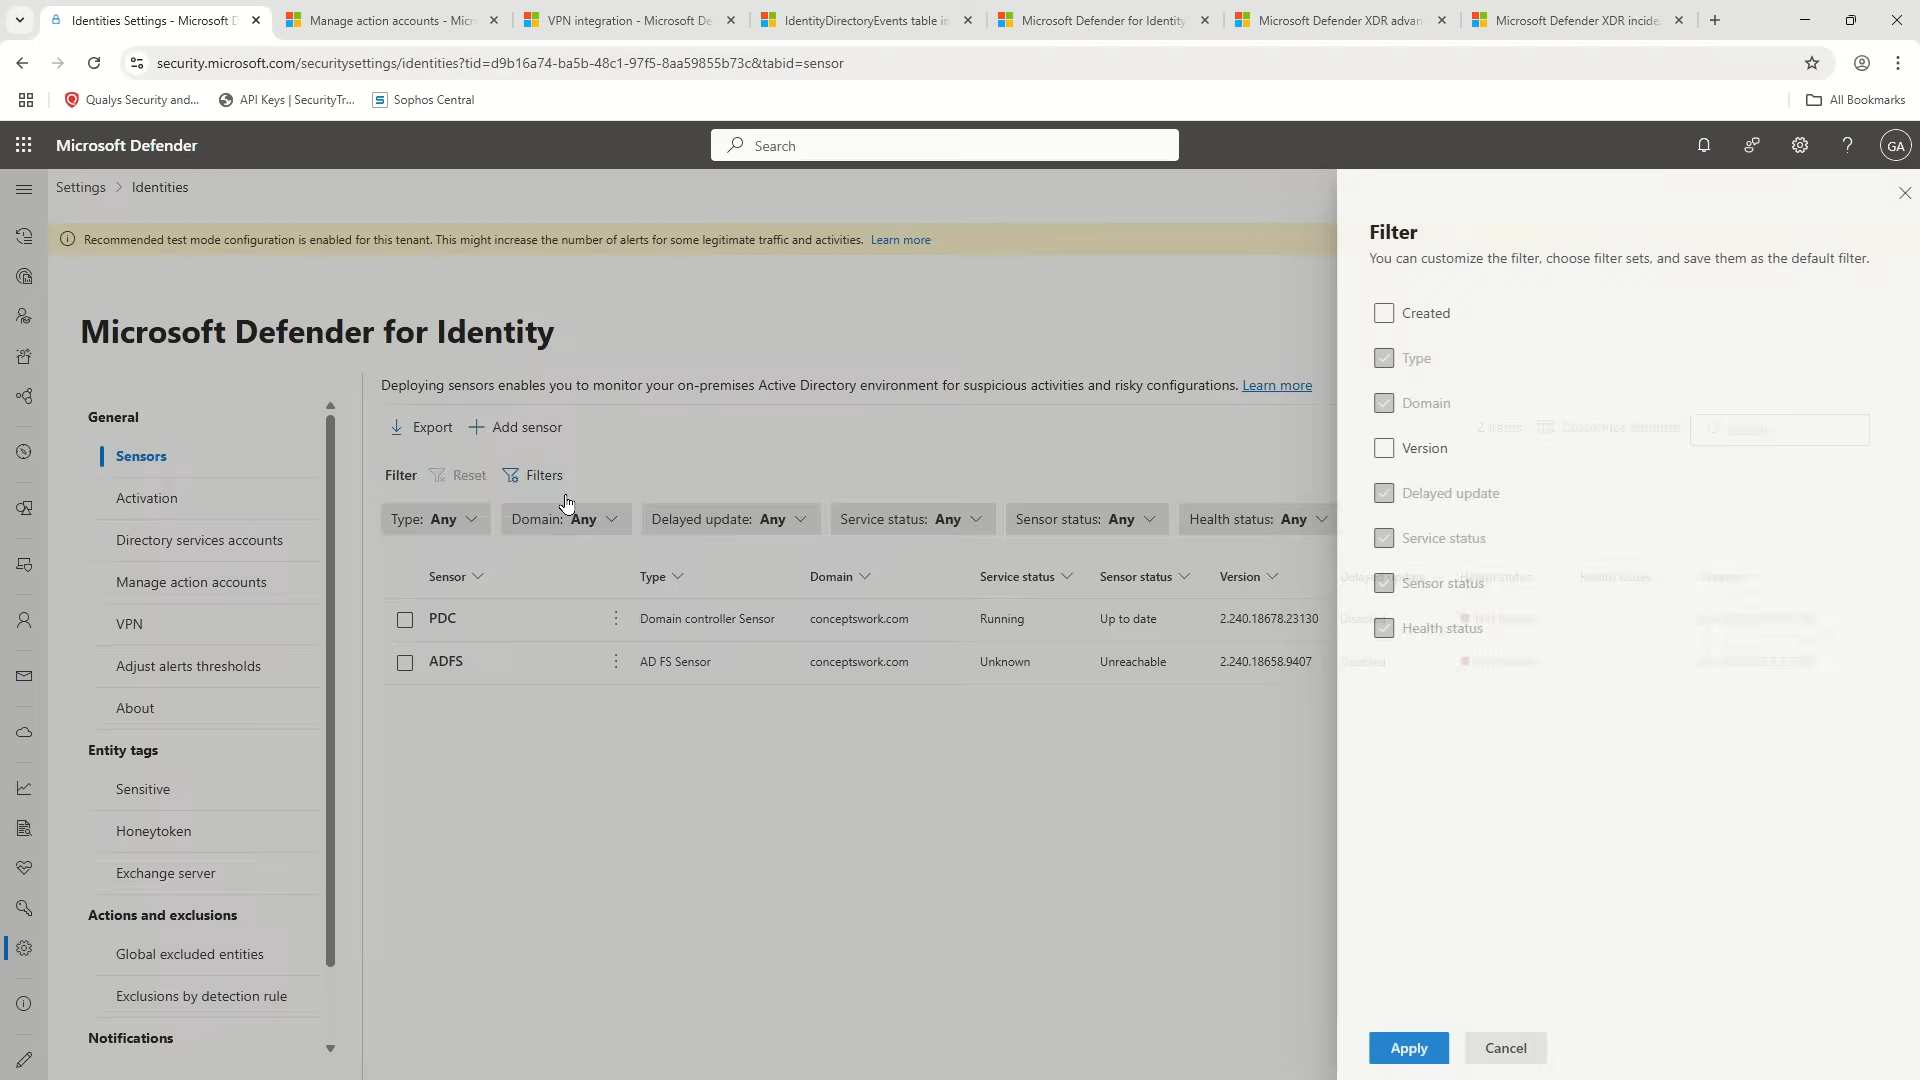 Identities Settings - Microsoft D
Manage action accounts - Micr
VPN integration - Microsoft De
IdentityDirectoryEvents table in
Microsoft Defender for Identity
Microsoft Defender XDR advan
Microsoft Defender XDR incide
security.microsoft.com/securitysettings/identities?tid=d9b16a74-ba5b-48c1-97f5-8aa59855b73c&tabid=sensor
Qualys Security and...
API Keys | SecurityTr...
Sophos Central
All Bookmarks
Microsoft Defender
Search
GA
Settings > Identities
Recommended test mode configuration is enabled for this tenant. This might increase the number of alerts for some legitimate traffic and activities. Learn more
Microsoft Defender for Identity
General
Sensors
Activation
Directory services accounts
Manage action accounts
VPN
Adjust alerts thresholds
About
Entity tags
Sensitive
Honeytoken
Exchange server
Actions and exclusions
Global excluded entities
Exclusions by detection rule
Notifications
Deploying sensors enables you to monitor your on-premises Active Directory environment for suspicious activities and risky configurations. Learn more
Export
Add sensor
2 items
Customize columns
Filter
Reset
Filters
Type: Any
Domain: Any
Delayed update: Any
Service status: Any
Sensor status: Any
Health status: Any
Sensor Type Domain Service status Sensor status Version
PDC Domain controller Sensor conceptswork.com Running Up to date 2.240.18678.23130
ADFS AD FS Sensor conceptswork.com Unknown Unreachable 2.240.18658.9407
Filter
You can customize the filter, choose filter sets, and save them as the default filter.
Created
Type
Domain
Version
Delayed update
Service status
Sensor status
Health status
Apply
Cancel